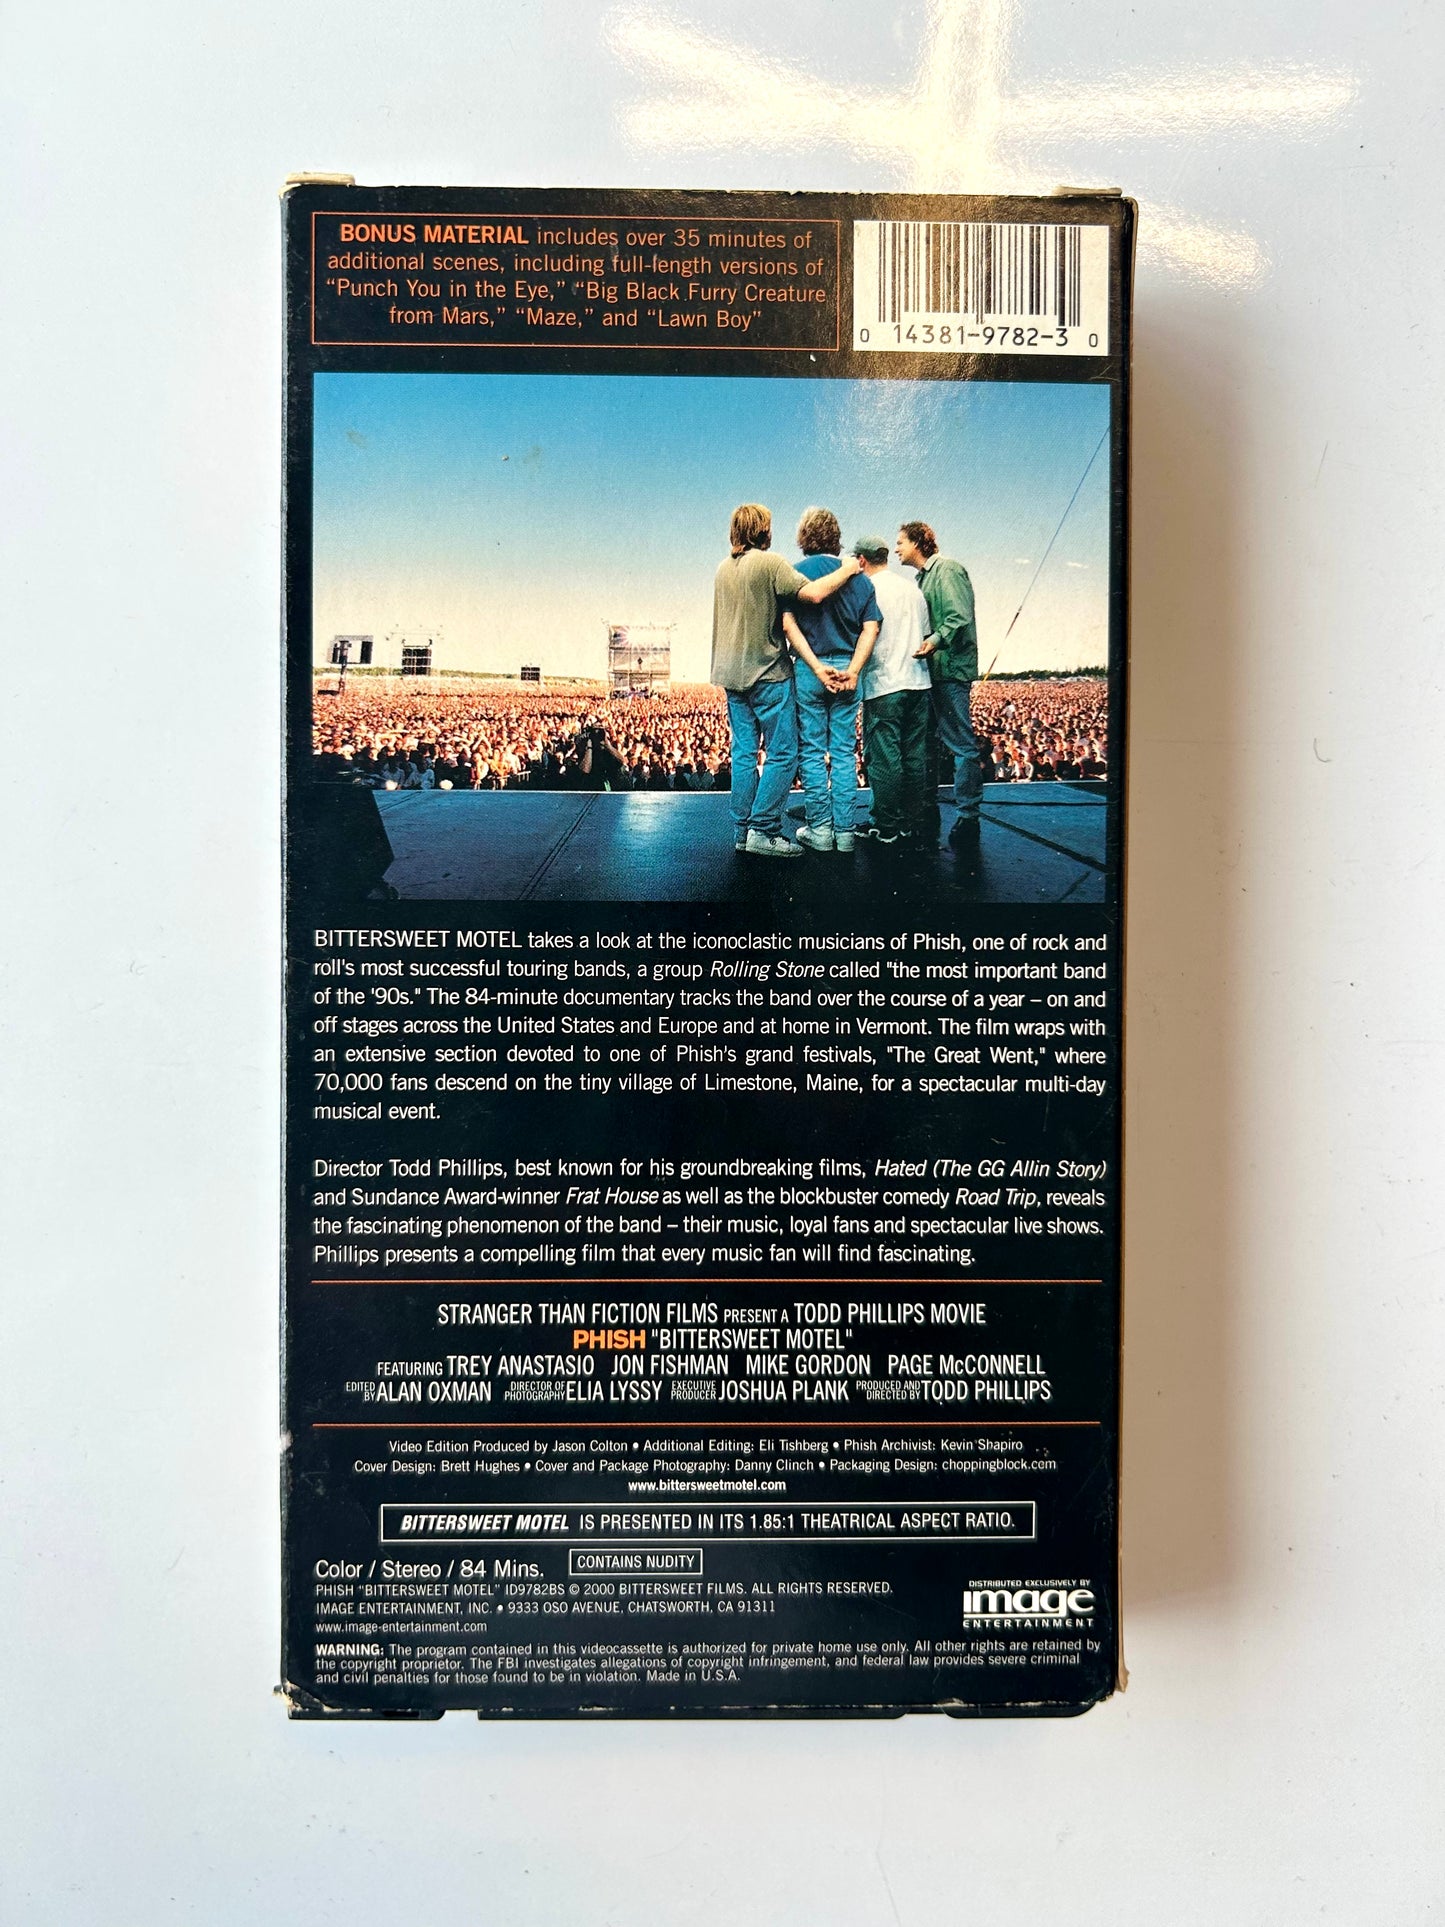 BONUS MATERIAL includes over 35 minutes of
additional scenes, including full-length versions of
“Punch You in the Eye,” “Big Black Furry Creature
from Mars,” “Maze,” and “Lawn Boy”
0 14381-9782-3 0
BITTERSWEET MOTEL takes a look at the iconoclastic musicians of Phish, one of rock and
roll's most successful touring bands, a group Rolling Stone called "the most important band
of the '90s." The 84-minute documentary tracks the band over the course of a year – on and
off stages across the United States and Europe and at home in Vermont. The film wraps with
an extensive section devoted to one of Phish's grand festivals, "The Great Went," where
70,000 fans descend on the tiny village of Limestone, Maine, for a spectacular multi-day
musical event.
Director Todd Phillips, best known for his groundbreaking films, Hated (The GG Allin Story)
and Sundance Award-winner Frat House as well as the blockbuster comedy Road Trip, reveals
the fascinating phenomenon of the band – their music, loyal fans and spectacular live shows.
Phillips presents a compelling film that every music fan will find fascinating.
STRANGER THAN FICTION FILMS PRESENT A TODD PHILLIPS MOVIE
PHISH "BITTERSWEET MOTEL"
FEATURING TREY ANASTASIO JON FISHMAN MIKE GORDON PAGE McCONNELL
EDITED BY ALAN OXMAN DIRECTOR OF PHOTOGRAPHY ELIA LYSSY EXECUTIVE PRODUCER JOSHUA PLANK PRODUCED AND DIRECTED BY TODD PHILLIPS
Video Edition Produced by Jason Colton • Additional Editing: Eli Tishberg • Phish Archivist: Kevin Shapiro
Cover Design: Brett Hughes • Cover and Package Photography: Danny Clinch • Packaging Design: choppingblock.com
www.bittersweetmotel.com
BITTERSWEET MOTEL IS PRESENTED IN ITS 1.85:1 THEATRICAL ASPECT RATIO.
Color / Stereo / 84 Mins. CONTAINS NUDITY
PHISH "BITTERSWEET MOTEL" ID9782BS © 2000 BITTERSWEET FILMS. ALL RIGHTS RESERVED.
IMAGE ENTERTAINMENT, INC. • 9333 OSO AVENUE, CHATSWORTH, CA 91311
www.image-entertainment.com
DISTRIBUTED EXCLUSIVELY BY
image
ENTERTAINMENT
WARNING: The program contained in this videocassette is authorized for private home use only. All other rights are retained by
the copyright proprietor. The FBI investigates allegations of copyright infringement, and federal law provides severe criminal
and civil penalties for those found to be in violation. Made in U.S.A.